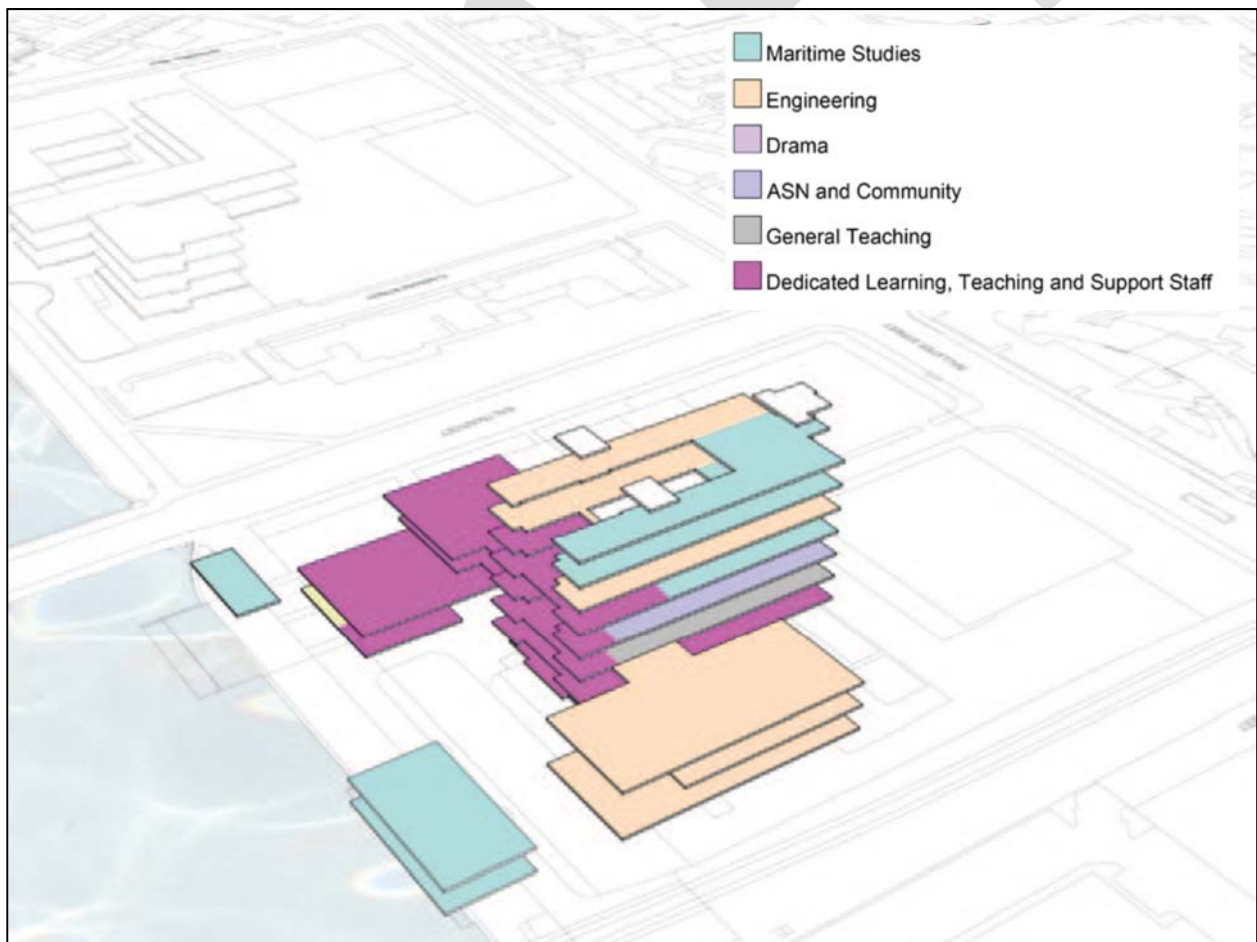 Maritime Studies
Engineering
Drama
ASN and Community
General Teaching
Dedicated Learning, Teaching and Support Staff